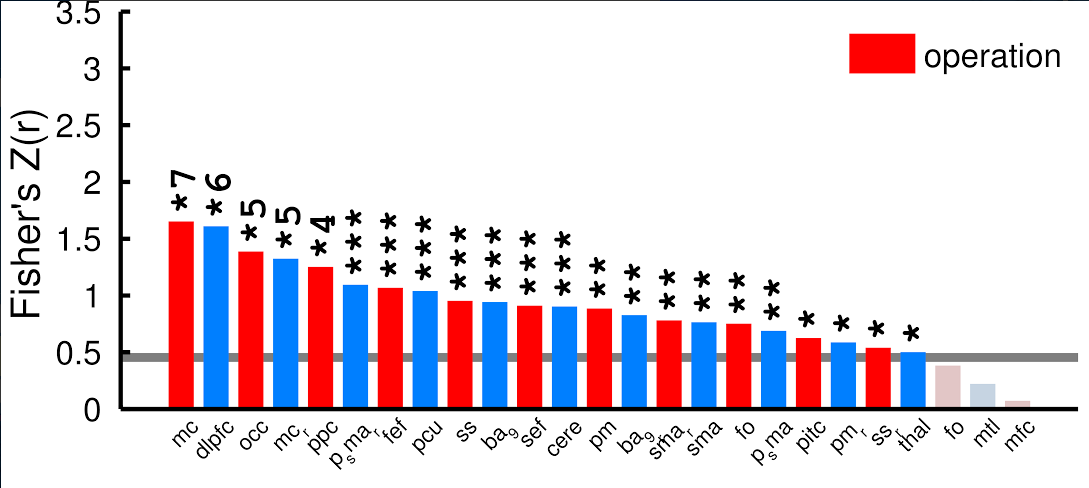 3.5
3
2.5
2
1.5
1
0.5
0
Fisher's Z(r)
operation
*7
*6
*5
*5
*4
***
***
***
***
***
***
***
**
**
**
**
**
**
*
*
*
*
mc
dlpfc
occ
mc_r
ppc
p_sma_r
fef
pcu
ss
ba_g
sef
cere
pm
ba_g
sma_r
sma
fo
p_sma
pitc
pm_r
ss_r
thal
fo
mtl
mfc